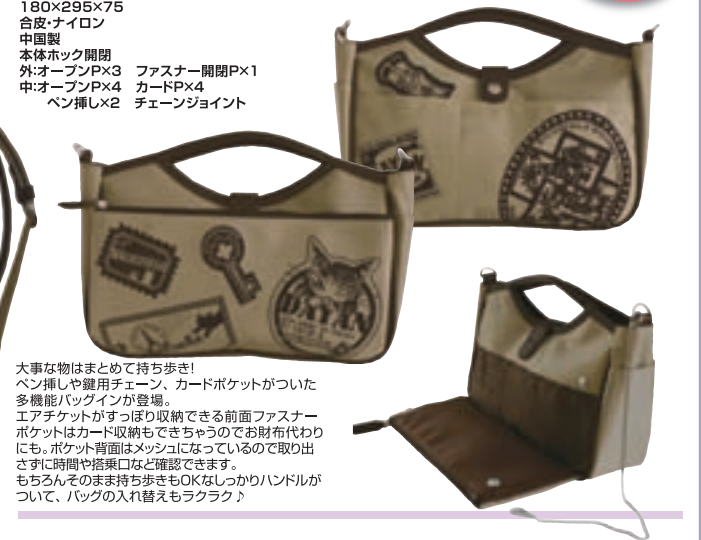 180×295×75
合皮・ナイロン
中国製
本体ホック開閉
外:オープンP×3　ファスナー開閉P×1
中:オープンP×4　カードP×4
ペン挿し×2　チェーンジョイント
DAYAN
大事な物はまとめて持ち歩き!
ペン挿しや鍵用チェーン、カードポケットがついた
多機能バッグインが登場。
エアチケットがすっぽり収納できる前面ファスナー
ポケットはカード収納もできちゃうのでお財布代わり
にも。ポケット背面はメッシュになっているので取り出
さずに時間や搭乗口など確認できます。
もちろんそのまま持ち歩きもOKなしっかりハンドルが
ついて、バッグの入れ替えもラクラク♪